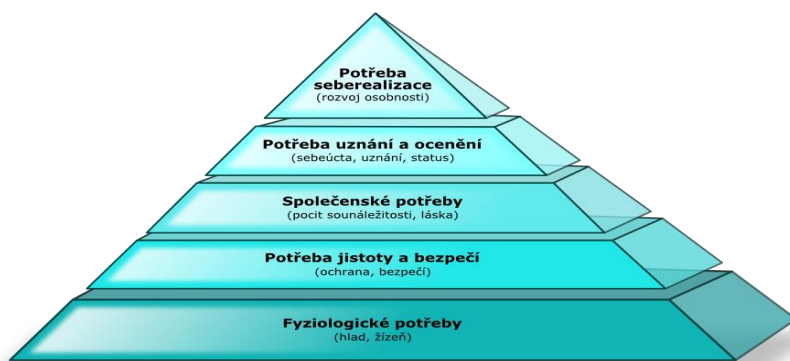 Potřeba
seberealizace
(rozvoj osobnosti)
Potřeba uznání a ocenění
(sebeúcta, uznání, status)
Společenské potřeby
(pocit sounáležitosti, láska)
Potřeba jistoty a bezpečí
(ochrana, bezpečí)
Fyziologické potřeby
(hlad, žízeň)